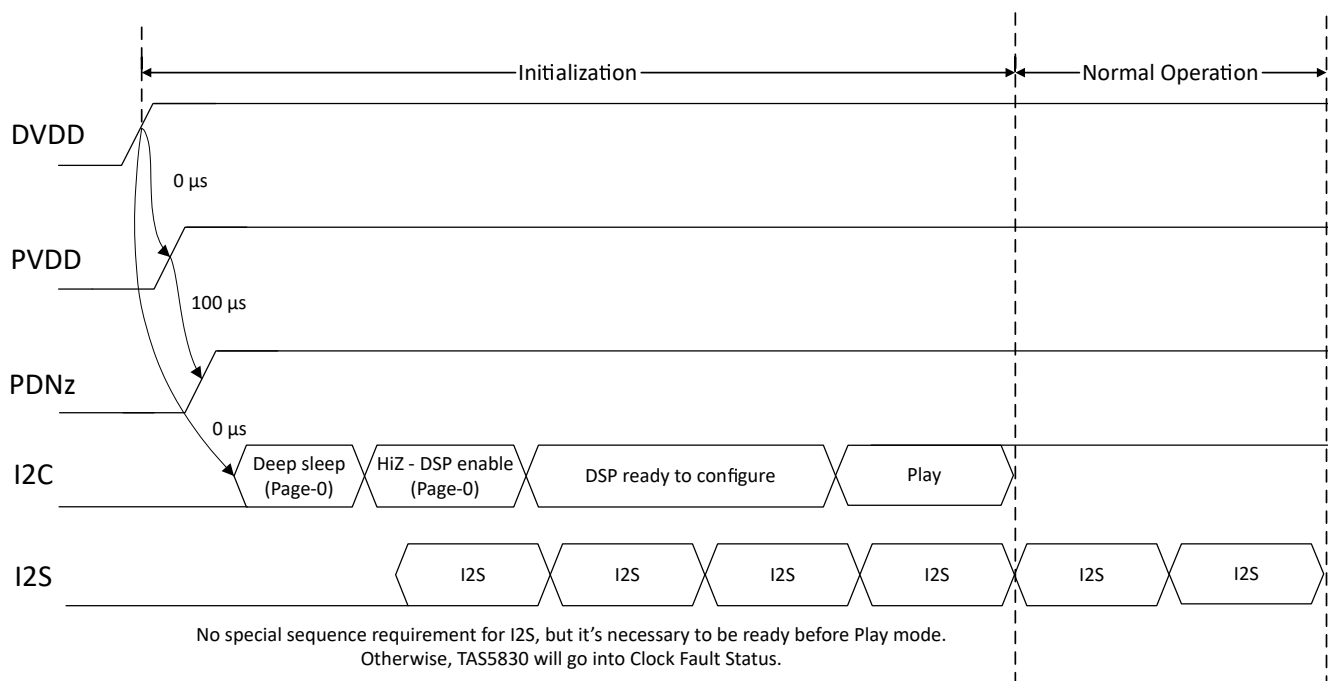 Initialization
Normal Operation
DVDD
0 µs
PVDD
100 µs
PDNz
0 µs
I2C
Deep sleep
(Page-0)
HiZ - DSP enable
(Page-0)
DSP ready to configure
Play
I2S
I2S
I2S
I2S
I2S
I2S
I2S
No special sequence requirement for I2S, but it’s necessary to be ready before Play mode.
Otherwise, TAS5830 will go into Clock Fault Status.